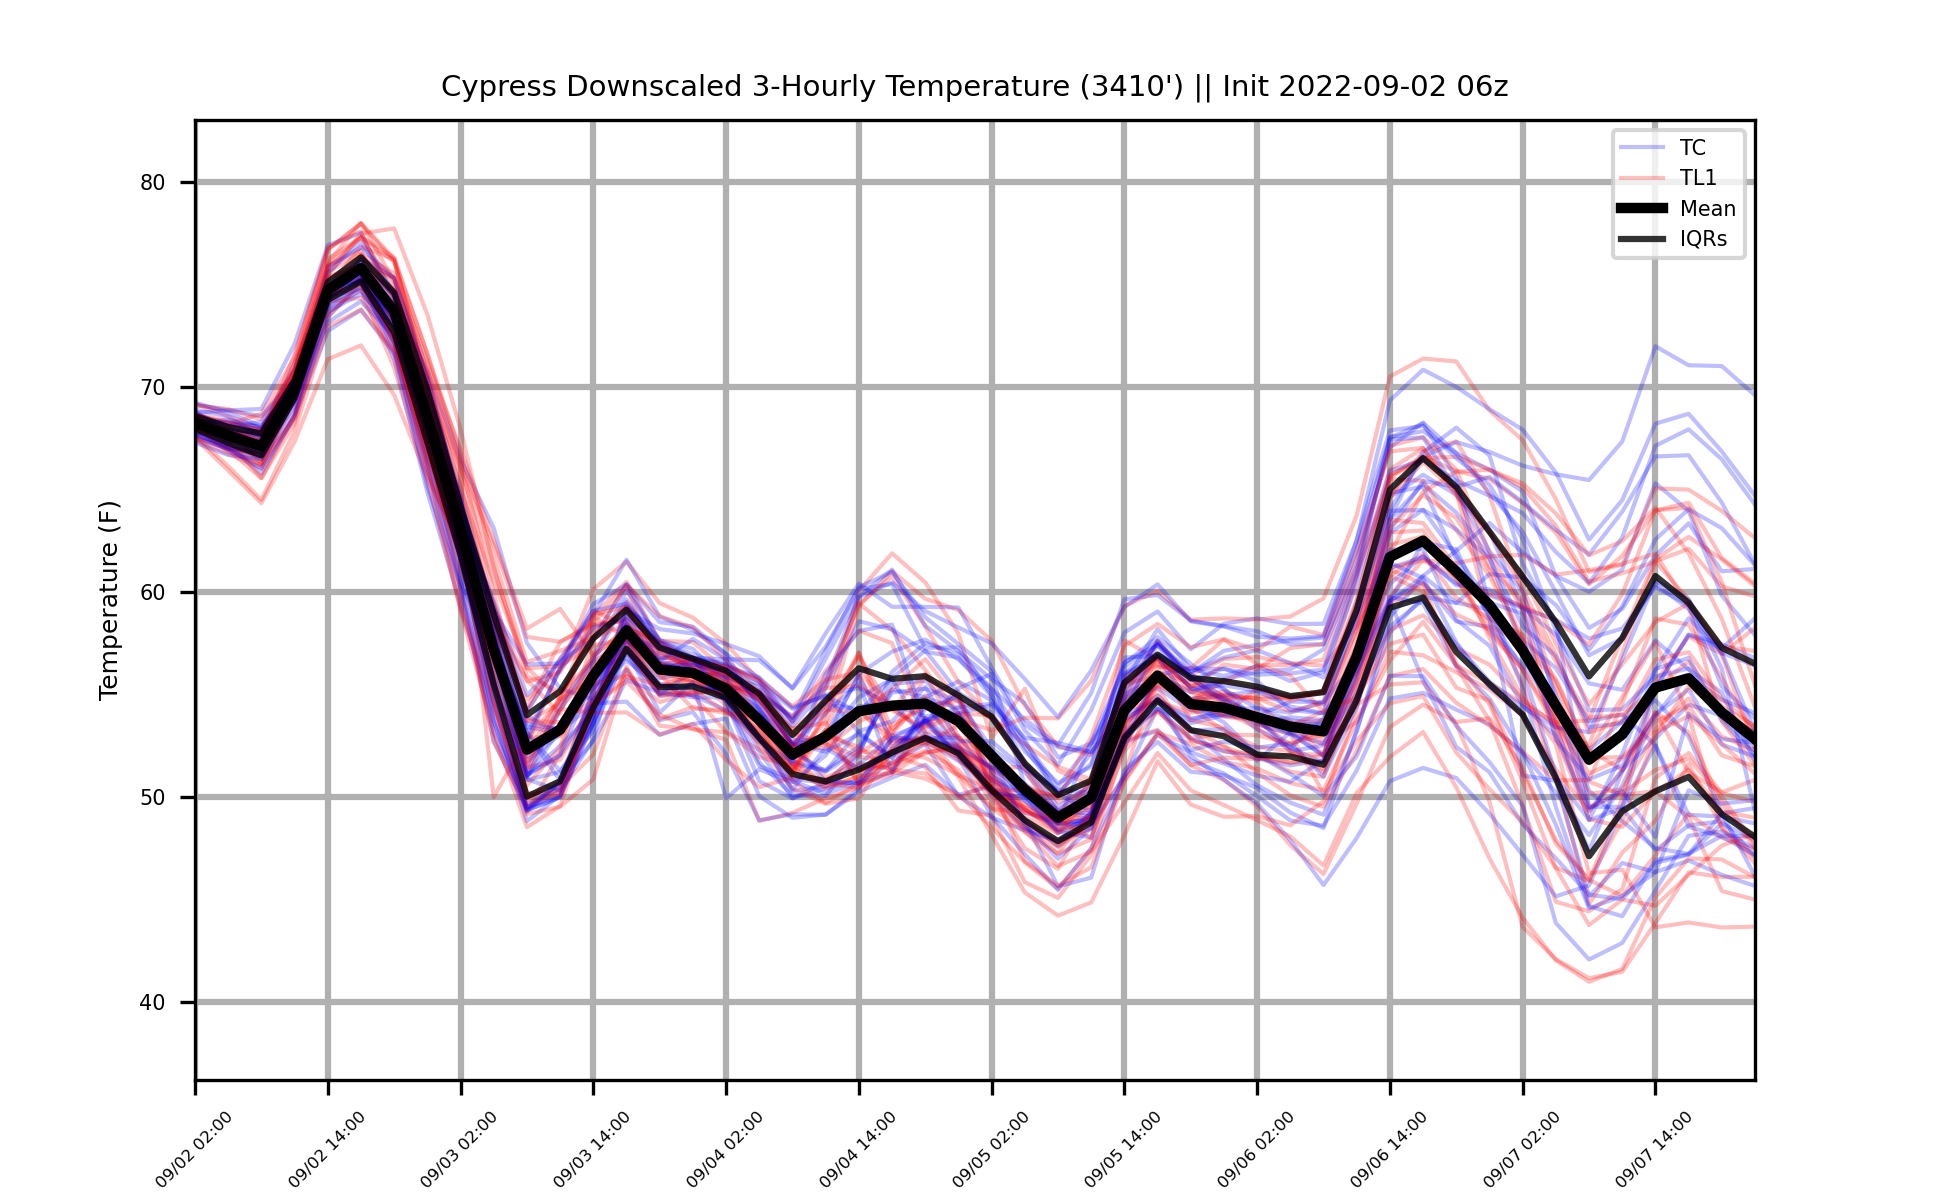 Cypress Downscaled 3-Hourly Temperature (3410') || Init 2022-09-02 06z
TC
TL1
Mean
IQRs
Temperature (F)
80
70
60
50
40
09/02 02:00
09/02 14:00
09/03 02:00
09/03 14:00
09/04 02:00
09/04 14:00
09/05 02:00
09/05 14:00
09/06 02:00
09/06 14:00
09/07 02:00
09/07 14:00